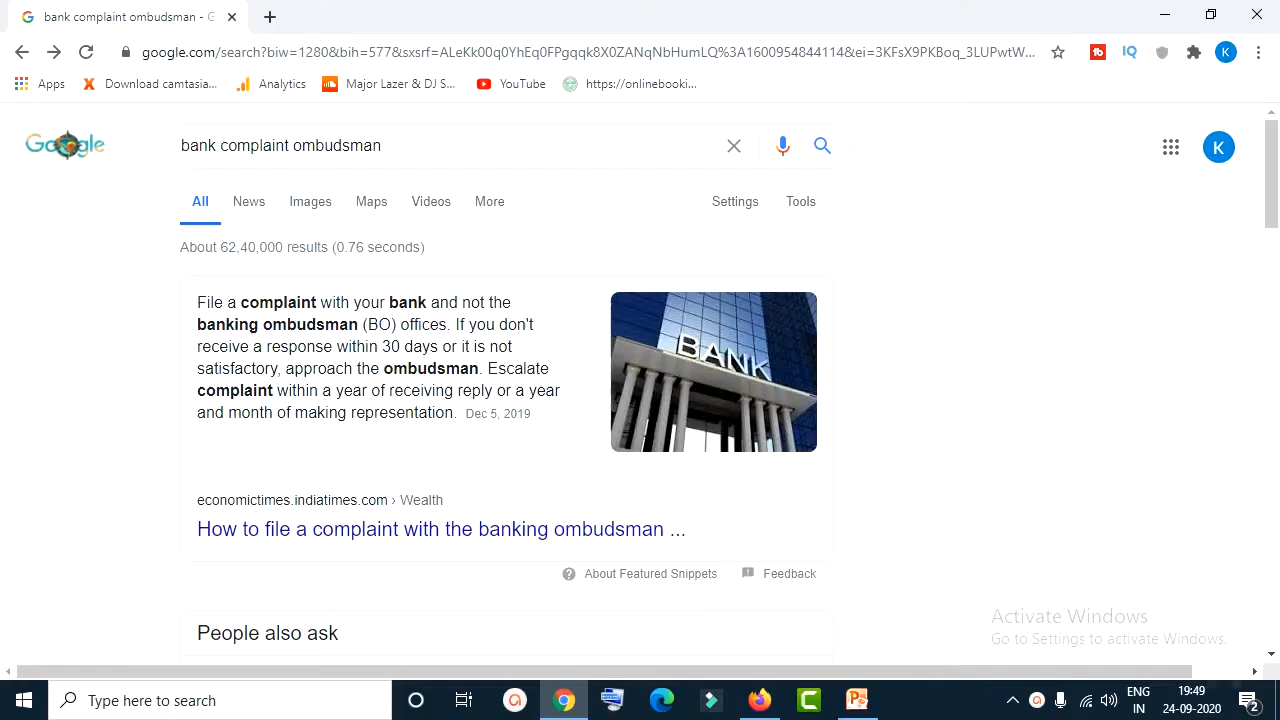 bank complaint ombudsman - G
google.com/search?biw=1280&bih=577&sxsrf=ALeKk00q0YhEq0FPgqqk8X0ZANqNbHumLQ%3A1600954844114&ei=3KFsX9PKBoq_3LUPwtW...
Apps
Download camtasia...
Analytics
Major Lazer & DJ S...
YouTube
https://onlinebooki...
Google
bank complaint ombudsman
K
All News Images Maps Videos More Settings Tools
About 62,40,000 results (0.76 seconds)
File a complaint with your bank and not the
banking ombudsman (BO) offices. If you don't
receive a response within 30 days or it is not
satisfactory, approach the ombudsman. Escalate
complaint within a year of receiving reply or a year
and month of making representation. Dec 5, 2019
BANK
economictimes.indiatimes.com › Wealth
How to file a complaint with the banking ombudsman ...
About Featured Snippets Feedback
People also ask
Activate Windows
Go to Settings to activate Windows.
Type here to search
ENG
IN
19:49
24-09-2020
2